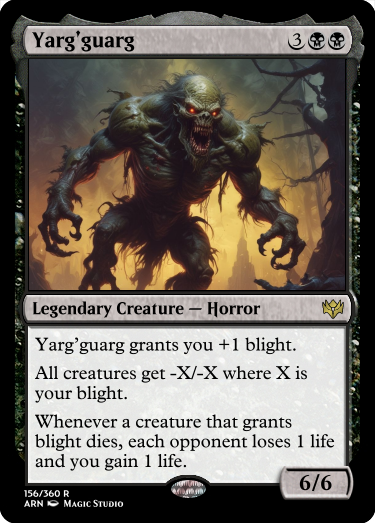 Yarg'guarg 3
Legendary Creature — Horror
Yarg'guarg grants you +1 blight.
All creatures get -X/-X where X is
your blight.
Whenever a creature that grants
blight dies, each opponent loses 1 life
and you gain 1 life.
6/6
156/360 R
ARN Magic Studio